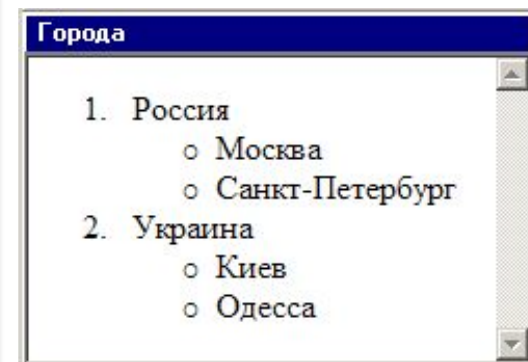 Города
1. Россия
o Москва
o Санкт-Петербург
2. Украина
o Киев
o Одесса